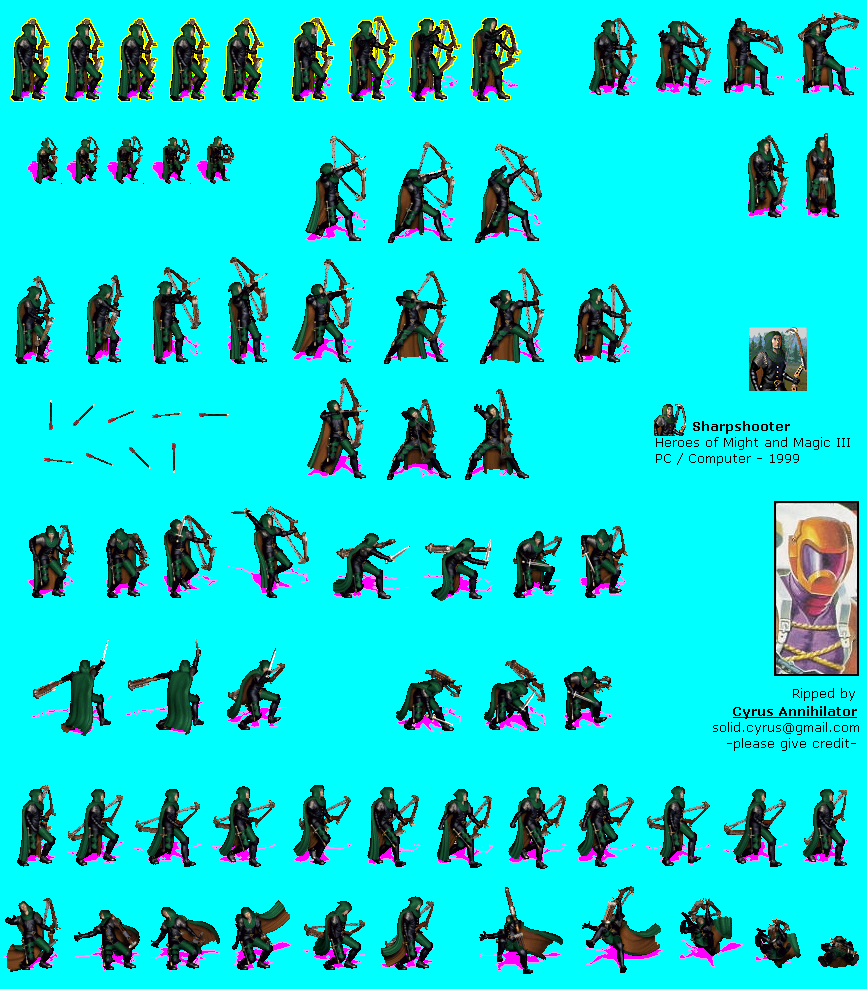 Sharpshooter
Heroes of Might and Magic III
PC / Computer - 1999
Ripped by
Cyrus Annihilator
solid.cyrus@gmail.com
-please give credit-